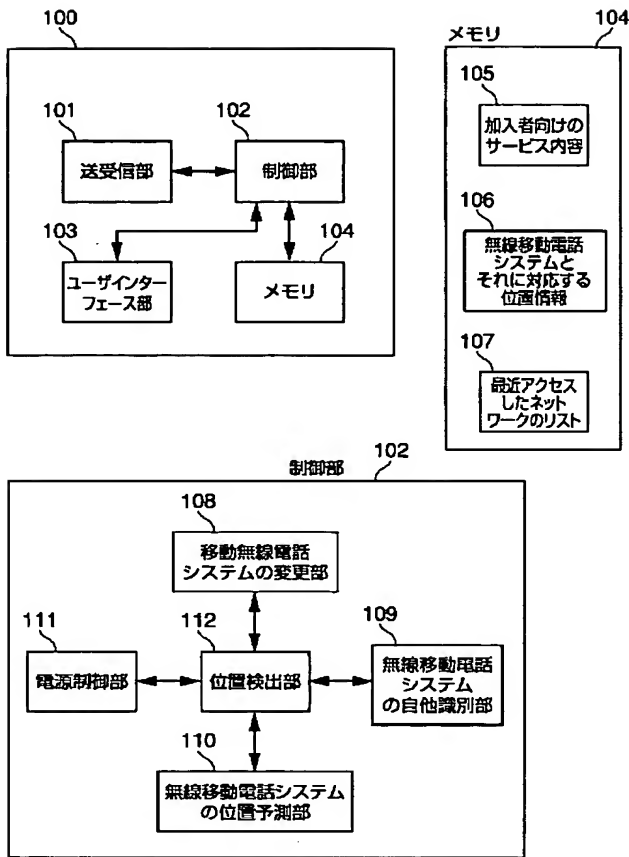 100
101
送受信部
102
制御部
103
ユーザインター
フェース部
104
メモリ
メモリ
104
105
加入者向けの
サービス内容
106
無線移動電話
システムと
それに対応する
位置情報
107
最近アクセス
したネット
ワークのリスト
制御部
102
108
移動無線電話
システムの変更部
111
電源制御部
112
位置検出部
109
無線移動電話
システム
の自他識別部
110
無線移動電話システム
の位置予測部